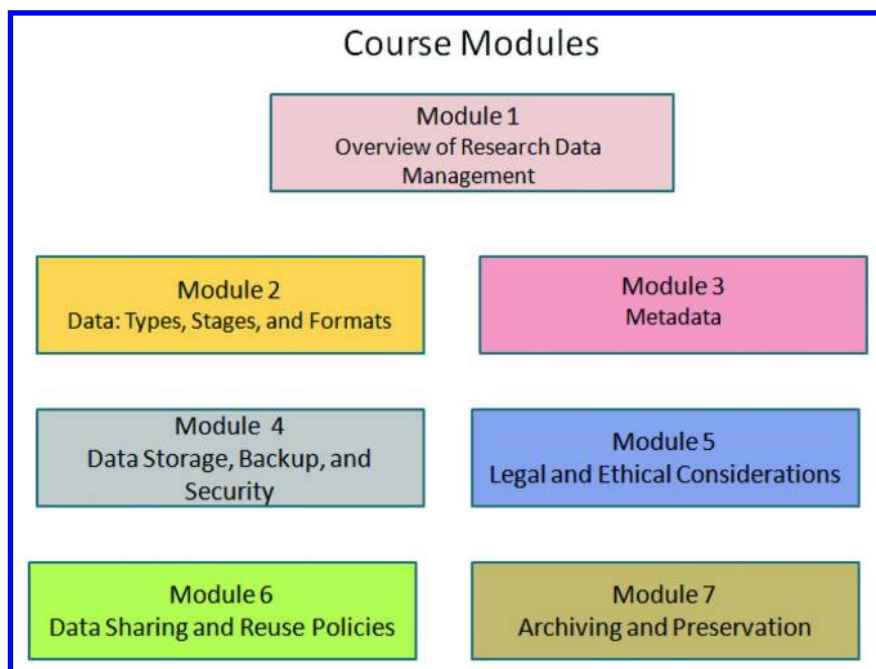 Course Modules
Module 1
Overview of Research Data
Management
Module 2
Data: Types, Stages, and Formats
Module 3
Metadata
Module 4
Data Storage, Backup, and
Security
Module 5
Legal and Ethical Considerations
Module 6
Data Sharing and Reuse Policies
Module 7
Archiving and Preservation